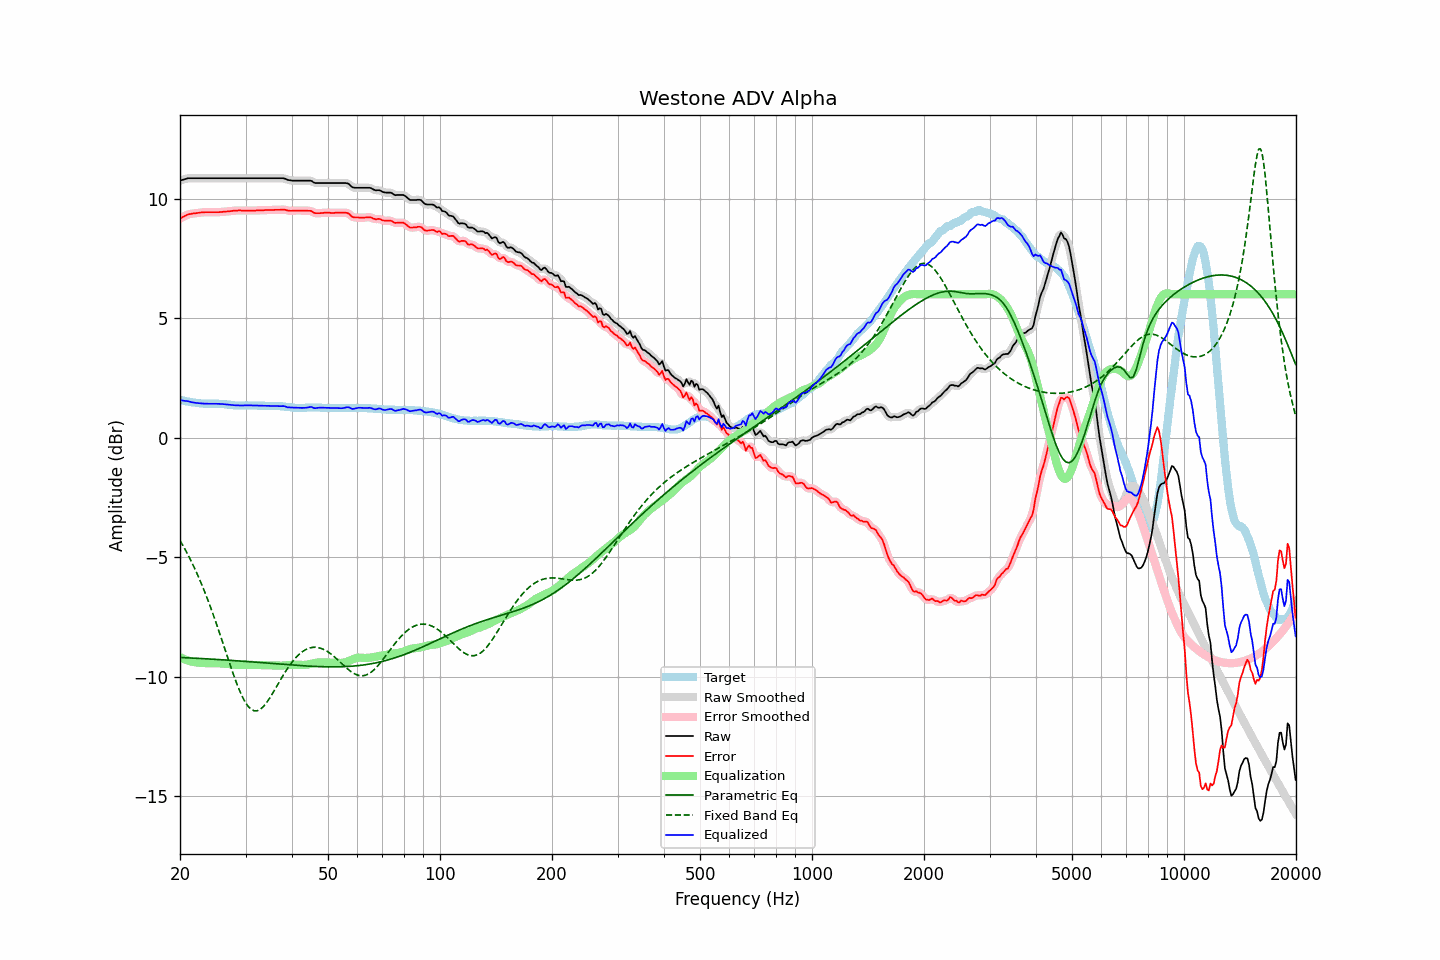 Westone ADV Alpha
Amplitude (dBr)
10
5
0
−5
−10
−15
Target
Raw Smoothed
Error Smoothed
Raw
Error
Equalization
Parametric Eq
Fixed Band Eq
Equalized
20 50 100 200 500 1000 2000 5000 10000 20000
Frequency (Hz)